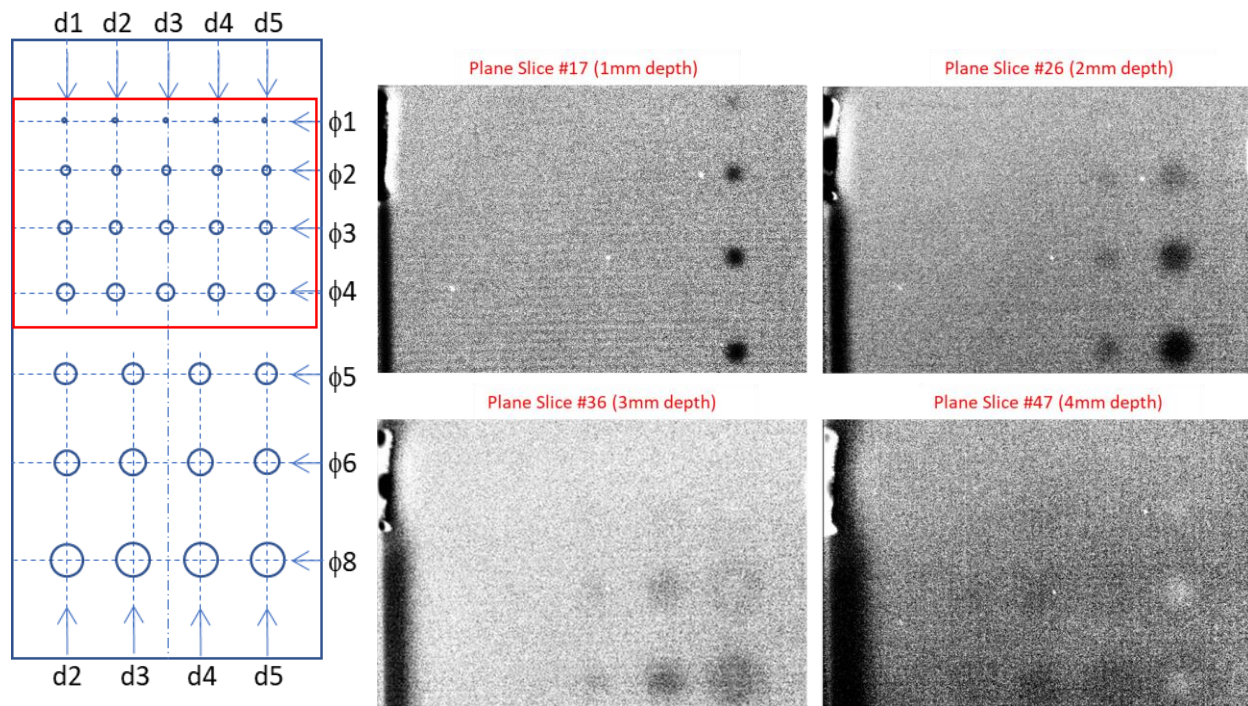 d1 d2 d3 d4 d5
ϕ1
ϕ2
ϕ3
ϕ4
ϕ5
ϕ6
ϕ8
d2 d3 d4 d5
Plane Slice #17 (1mm depth)
Plane Slice #26 (2mm depth)
Plane Slice #36 (3mm depth)
Plane Slice #47 (4mm depth)